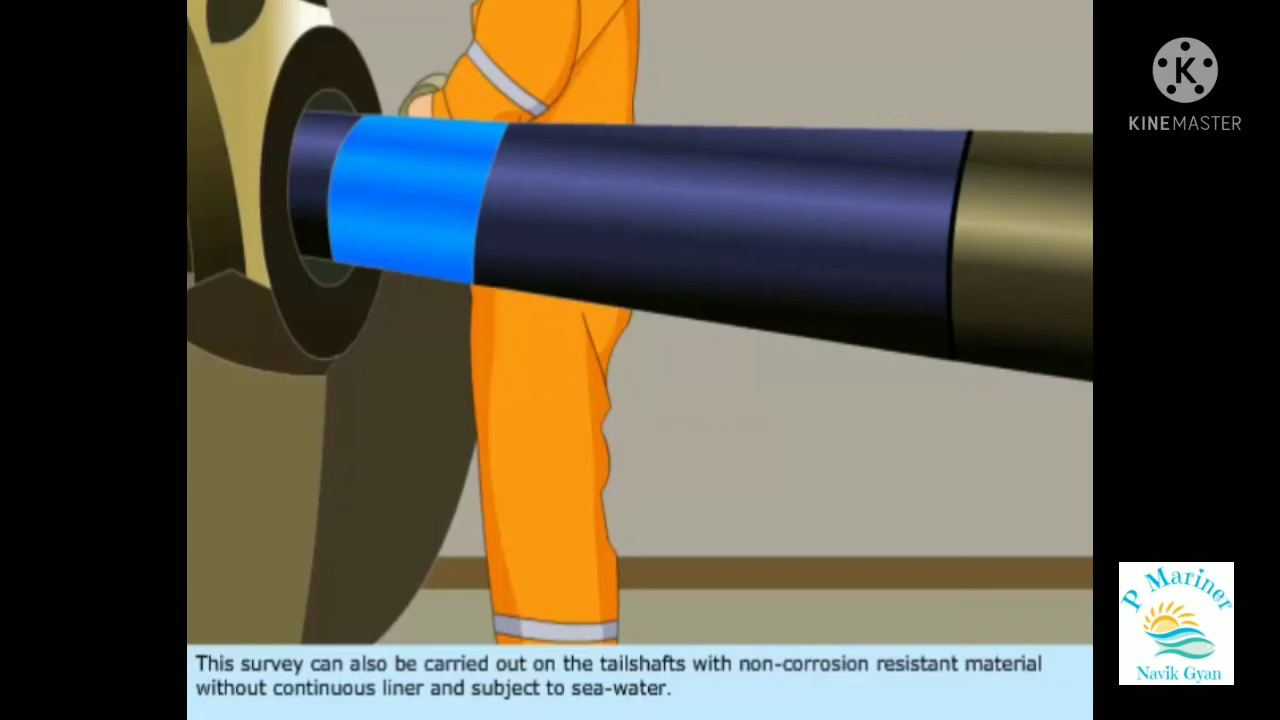 K
KINEMASTER
P Mariner
Navik Gyan
This survey can also be carried out on the tailshafts with non-corrosion resistant material
without continuous liner and subject to sea-water.